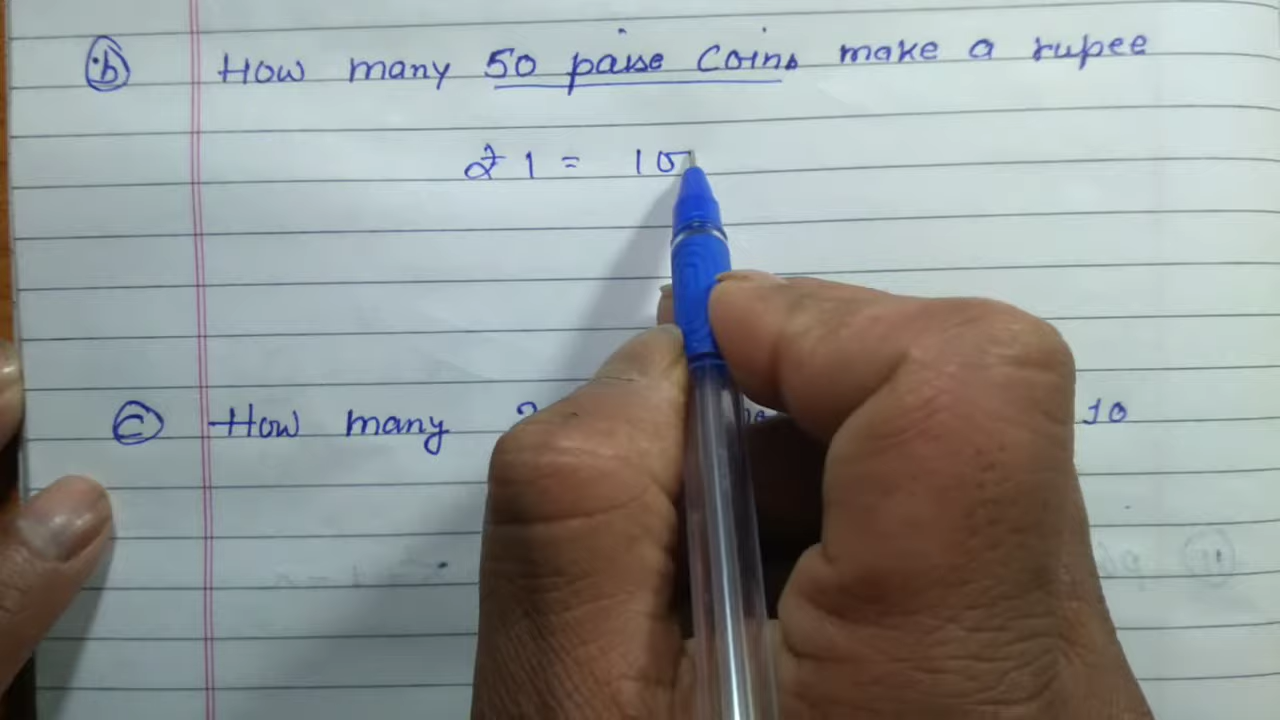 b How many 50 paise coins make a rupee
₹ 1 = 10
c How many 10